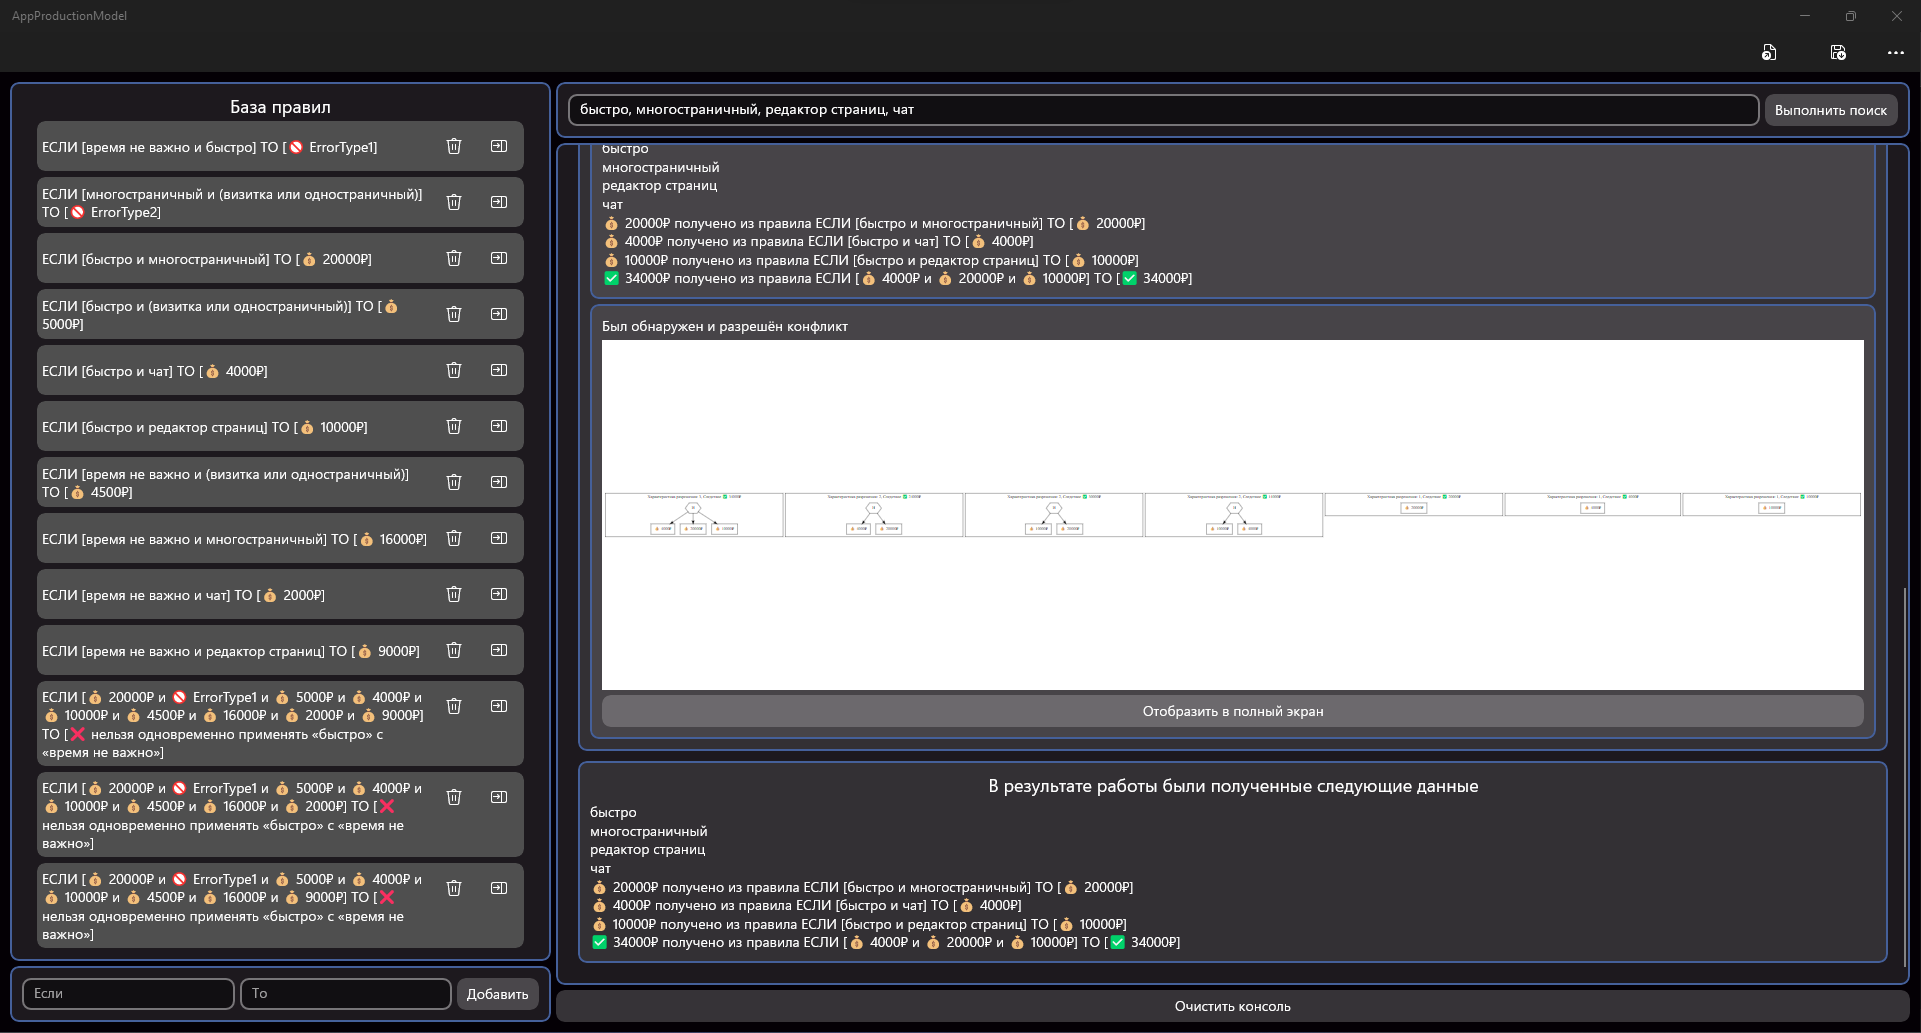 AppProductionModel
База правил
ЕСЛИ [время не важно и быстро] ТО [🚫 ErrorType1]
ЕСЛИ [многостраничный и (визитка или одностраничный)]
ТО [🚫 ErrorType2]
ЕСЛИ [быстро и многостраничный] ТО [💰 20000₽]
ЕСЛИ [быстро и (визитка или одностраничный)] ТО [💰
5000₽]
ЕСЛИ [быстро и чат] ТО [💰 4000₽]
ЕСЛИ [быстро и редактор страниц] ТО [💰 10000₽]
ЕСЛИ [время не важно и (визитка или одностраничный)]
ТО [💰 4500₽]
ЕСЛИ [время не важно и многостраничный] ТО [💰 16000₽]
ЕСЛИ [время не важно и чат] ТО [💰 2000₽]
ЕСЛИ [время не важно и редактор страниц] ТО [💰 9000₽]
ЕСЛИ [💰 20000₽ и 🚫 ErrorType1 и 💰 5000₽ и 💰 4000₽ и
💰 10000₽ и 💰 4500₽ и 💰 16000₽ и 💰 2000₽ и 💰 9000₽]
ТО [❌ нельзя одновременно применять «быстро» с
«время не важно»]
ЕСЛИ [💰 20000₽ и 🚫 ErrorType1 и 💰 5000₽ и 💰 4000₽ и
💰 10000₽ и 💰 4500₽ и 💰 16000₽ и 💰 2000₽] ТО [❌
нельзя одновременно применять «быстро» с «время не
важно»]
ЕСЛИ [💰 20000₽ и 🚫 ErrorType1 и 💰 5000₽ и 💰 4000₽ и
💰 10000₽ и 💰 4500₽ и 💰 16000₽ и 💰 9000₽] ТО [❌
нельзя одновременно применять «быстро» с «время не
важно»]
Если
То
Добавить
быстро, многостраничный, редактор страниц, чат
Выполнить поиск
быстро
многостраничный
редактор страниц
чат
💰 20000₽ получено из правила ЕСЛИ [быстро и многостраничный] ТО [💰 20000₽]
💰 4000₽ получено из правила ЕСЛИ [быстро и чат] ТО [💰 4000₽]
💰 10000₽ получено из правила ЕСЛИ [быстро и редактор страниц] ТО [💰 10000₽]
✅ 34000₽ получено из правила ЕСЛИ [💰 4000₽ и 💰 20000₽ и 💰 10000₽] ТО [✅ 34000₽]
Был обнаружен и разрешён конфликт
Отобразить в полный экран
В результате работы были полученные следующие данные
быстро
многостраничный
редактор страниц
чат
💰 20000₽ получено из правила ЕСЛИ [быстро и многостраничный] ТО [💰 20000₽]
💰 4000₽ получено из правила ЕСЛИ [быстро и чат] ТО [💰 4000₽]
💰 10000₽ получено из правила ЕСЛИ [быстро и редактор страниц] ТО [💰 10000₽]
✅ 34000₽ получено из правила ЕСЛИ [💰 4000₽ и 💰 20000₽ и 💰 10000₽] ТО [✅ 34000₽]
Очистить консоль